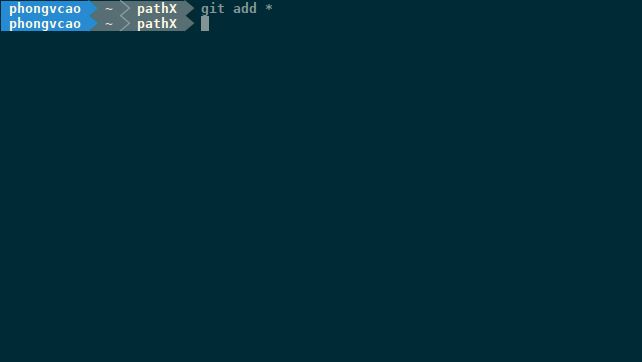 phongvcao ~ pathX git add *
phongvcao ~ pathX